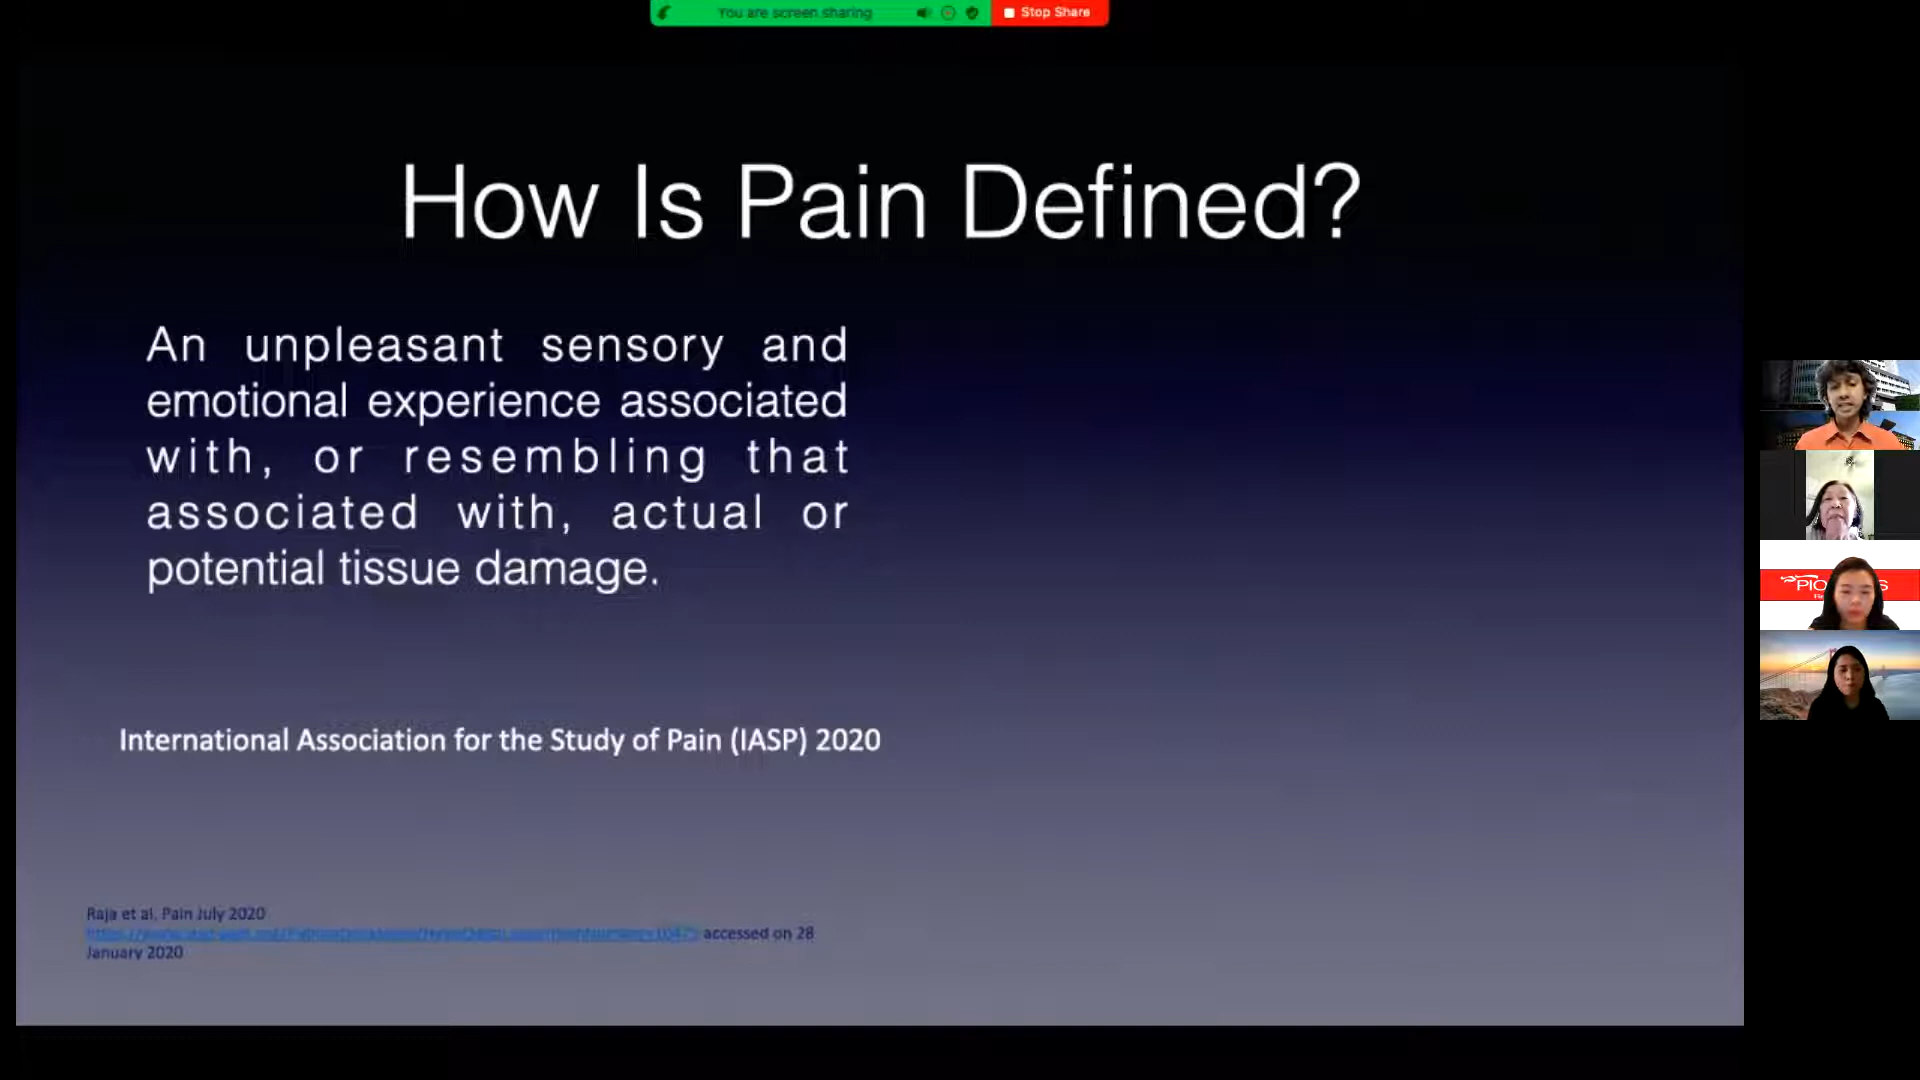 You are screen sharing
Stop Share
How Is Pain Defined?
An unpleasant sensory and
emotional experience associated
with, or resembling that
associated with, actual or
potential tissue damage.
International Association for the Study of Pain (IASP) 2020
Raja et al, Pain July 2020
accessed on 28
January 2020